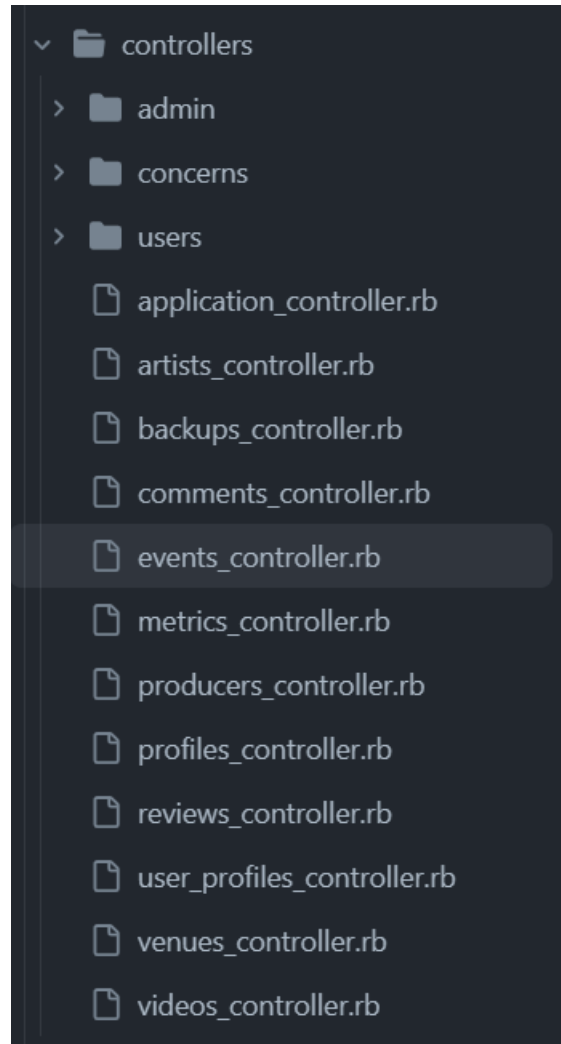 controllers
admin
concerns
users
application_controller.rb
artists_controller.rb
backups_controller.rb
comments_controller.rb
events_controller.rb
metrics_controller.rb
producers_controller.rb
profiles_controller.rb
reviews_controller.rb
user_profiles_controller.rb
venues_controller.rb
videos_controller.rb